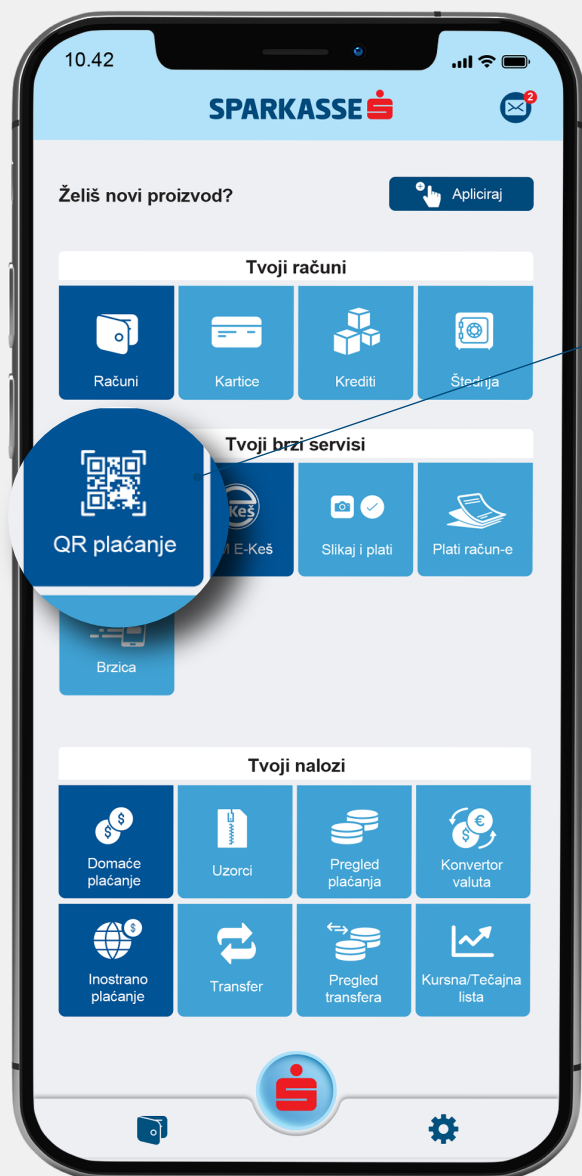 10.42
SPARKASSE
2
Želiš novi proizvod?
Apliciraj
Tvoji računi
Računi
Kartice
Krediti
Štednja
Tvoji brzi servisi
QR plaćanje
Keš
M E-Keš
Slikaj i plati
Plati račun-e
Brzica
Tvoji nalozi
Domaće
plaćanje
Uzorci
Pregled
plaćanja
Konvertor
valuta
Inostrano
plaćanje
Transfer
Pregled
transfera
Kursna/Tečajna
lista